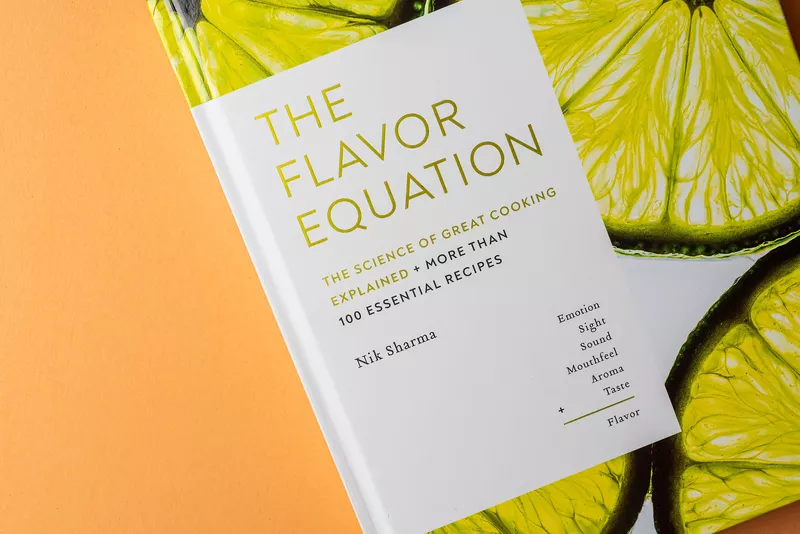 THE
FLAVOR
EQUATION
THE SCIENCE OF GREAT COOKING
EXPLAINED + MORE THAN
100 ESSENTIAL RECIPES
Nik Sharma
Emotion
Sight
Sound
Mouthfeel
Aroma
+ Taste
Flavor